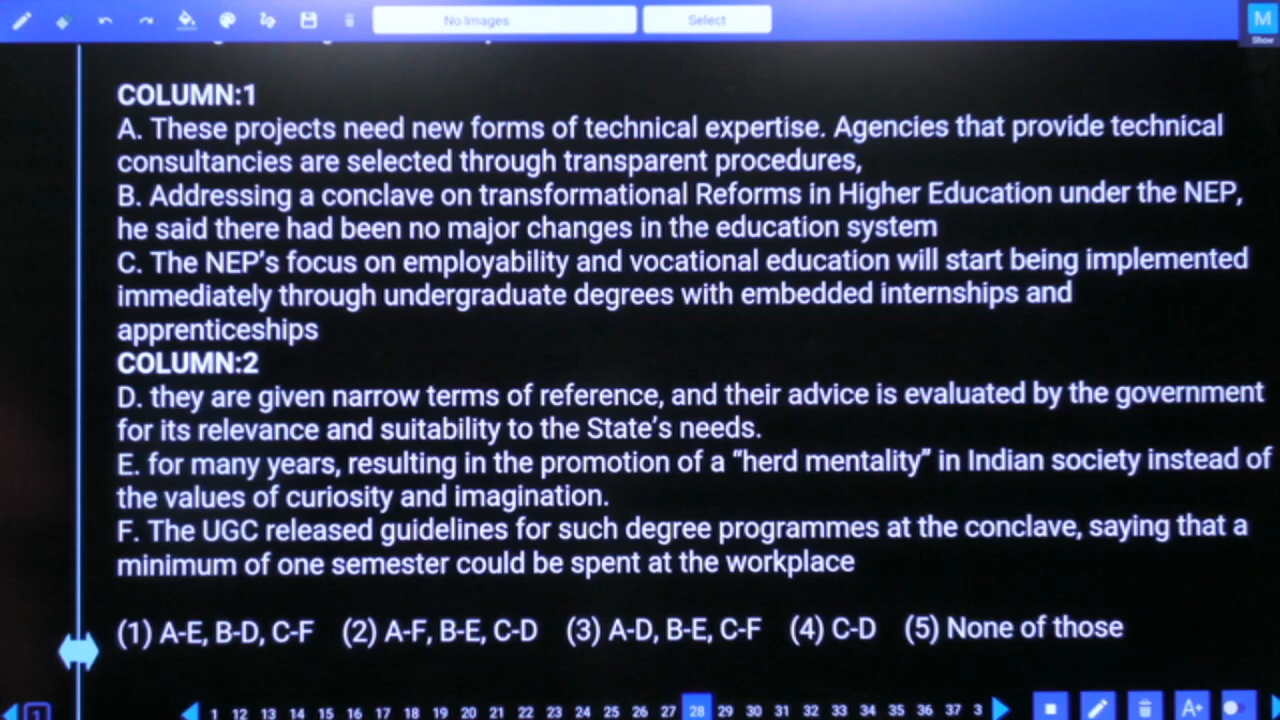 No Images
Select
M
Show
COLUMN:1
A. These projects need new forms of technical expertise. Agencies that provide technical
consultancies are selected through transparent procedures,
B. Addressing a conclave on transformational Reforms in Higher Education under the NEP,
he said there had been no major changes in the education system
C. The NEP’s focus on employability and vocational education will start being implemented
immediately through undergraduate degrees with embedded internships and
apprenticeships
COLUMN:2
D. they are given narrow terms of reference, and their advice is evaluated by the government
for its relevance and suitability to the State’s needs.
E. for many years, resulting in the promotion of a “herd mentality” in Indian society instead of
the values of curiosity and imagination.
F. The UGC released guidelines for such degree programmes at the conclave, saying that a
minimum of one semester could be spent at the workplace
(1) A-E, B-D, C-F (2) A-F, B-E, C-D (3) A-D, B-E, C-F (4) C-D (5) None of those
1 1 12 13 14 15 16 17 18 19 20 21 22 23 24 25 26 27 28 29 30 31 32 33 34 35 36 37 3 A+